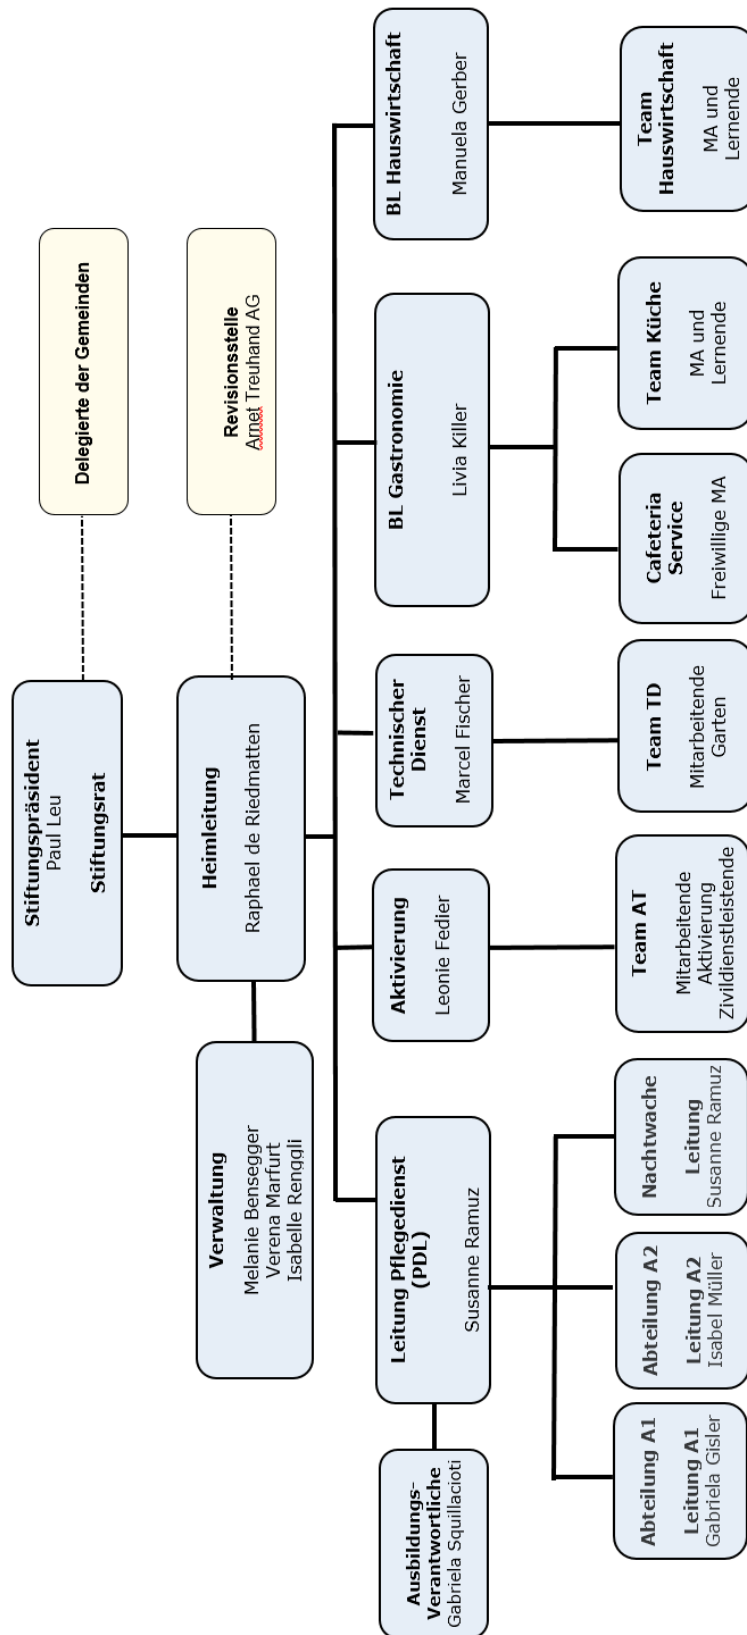 Stiftungspräsident
Paul Leu
Stiftungsrat
Delegierte der Gemeinden
Heimleitung
Raphael de Riedmatten
Revisionsstelle
Arnet Treuhand AG
Verwaltung
Melanie Bensegger
Verena Marfurt
Isabelle Renggli
Ausbildungs-
Verantwortliche
Gabriela Squillacioti
Leitung Pflegedienst
(PDL)
Susanne Ramuz
Aktivierung
Leonie Fedier
Technischer
Dienst
Marcel Fischer
BL Gastronomie
Livia Killer
BL Hauswirtschaft
Manuela Gerber
Abteilung A1
Leitung A1
Gabriela Gisler
Abteilung A2
Leitung A2
Isabel Müller
Nachtwache
Leitung
Susanne Ramuz
Team AT
Mitarbeitende
Aktivierung
Zivildienstleistende
Team TD
Mitarbeitende
Garten
Cafeteria
Service
Freiwillige MA
Team Küche
MA und
Lernende
Team
Hauswirtschaft
MA und
Lernende